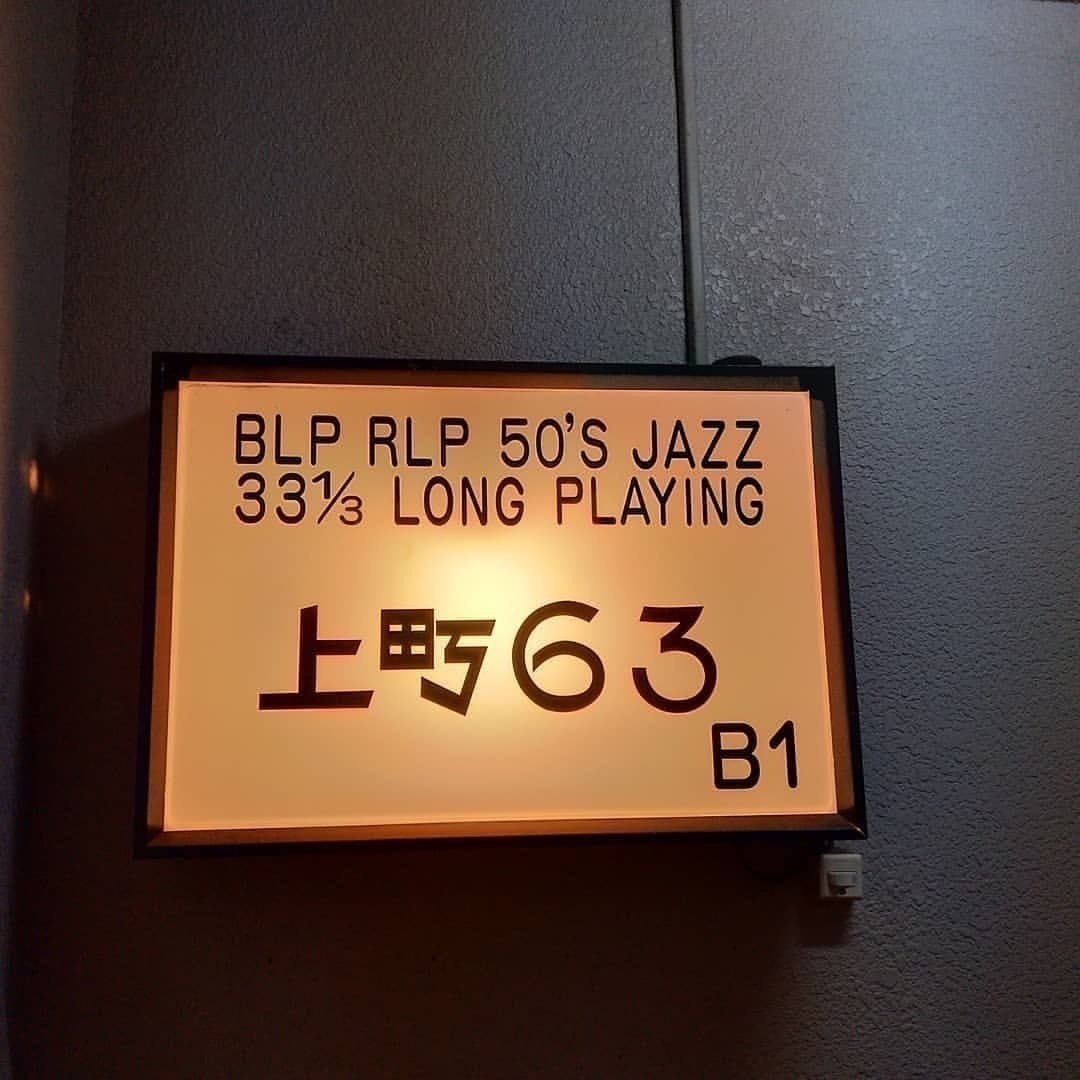 BLP RLP 50'S JAZZ
33⅓ LONG PLAYING
上町63
B1